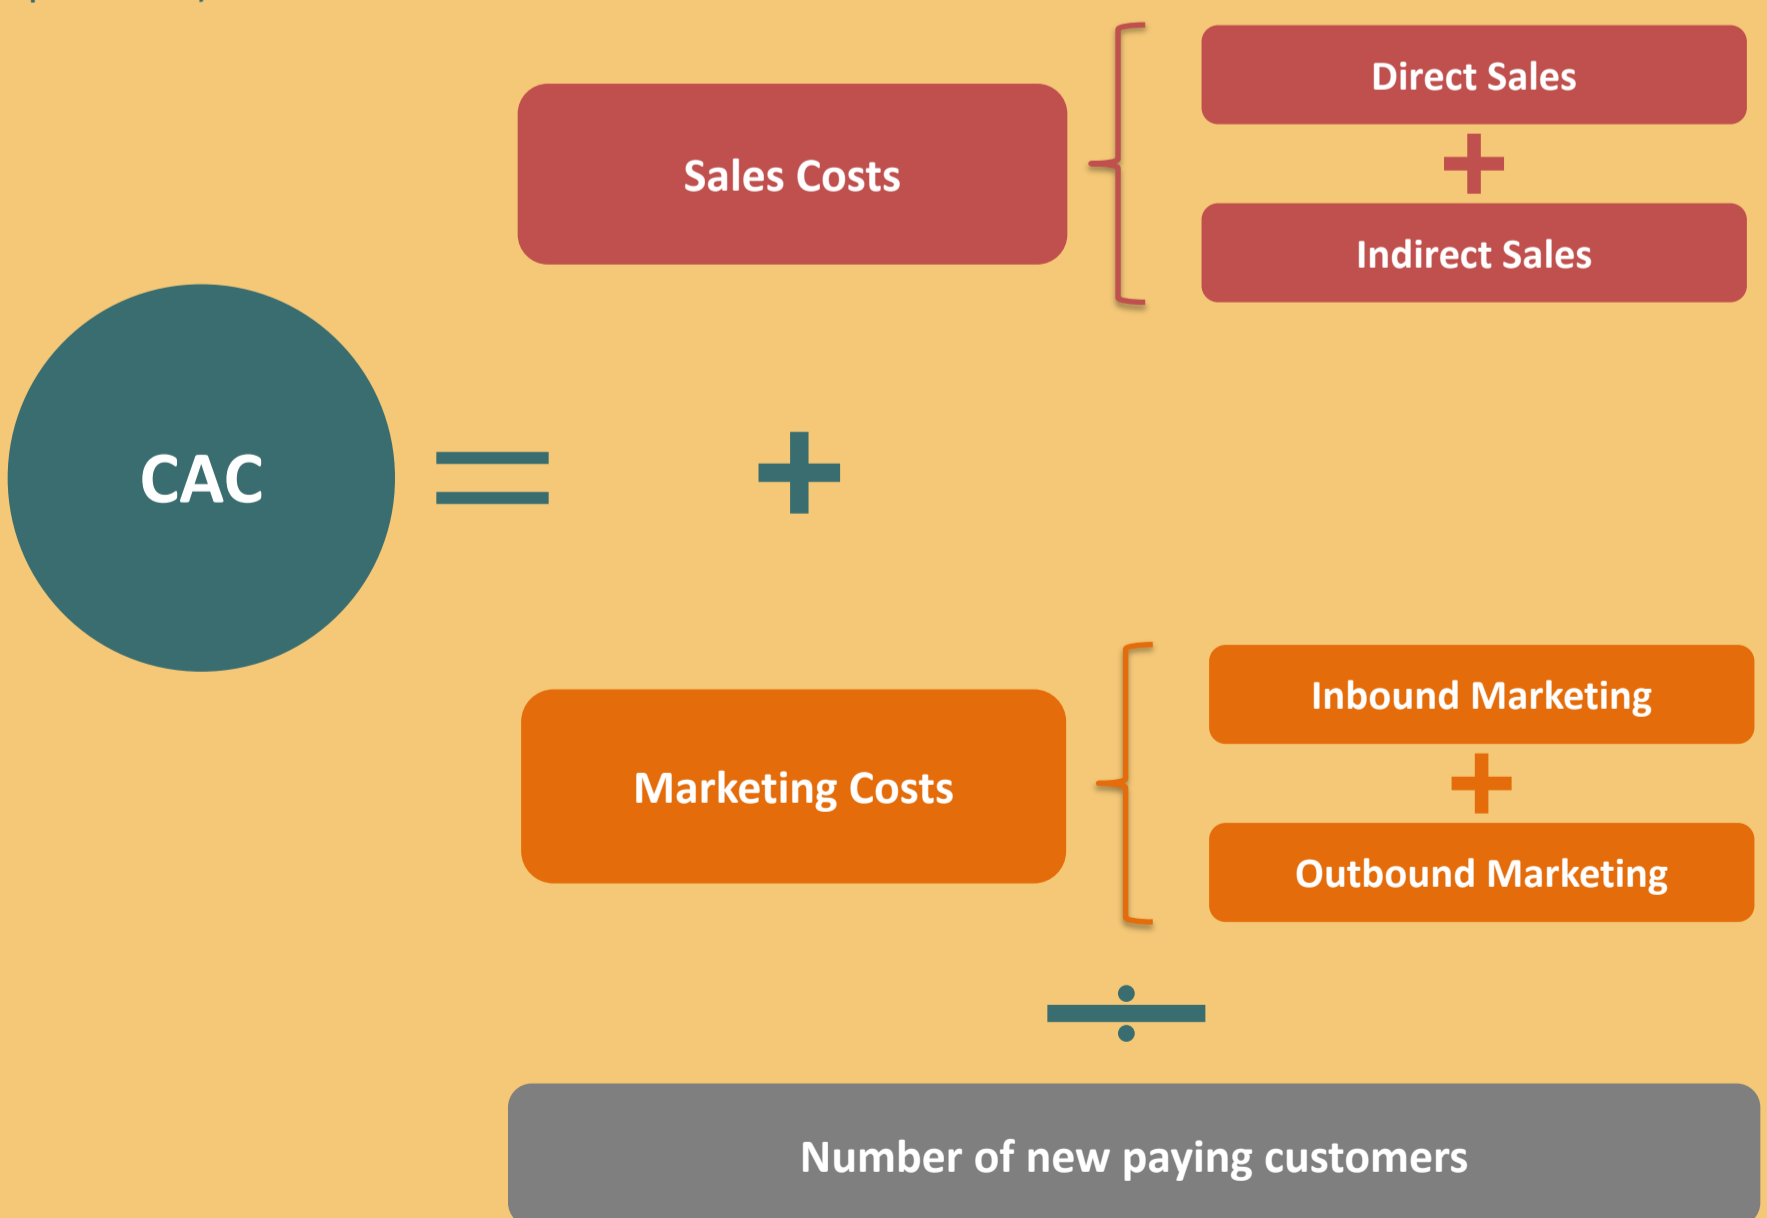 Direct Sales
Sales Costs
+
Indirect Sales
CAC
=
+
Inbound Marketing
Marketing Costs
+
Outbound Marketing
÷
Number of new paying customers